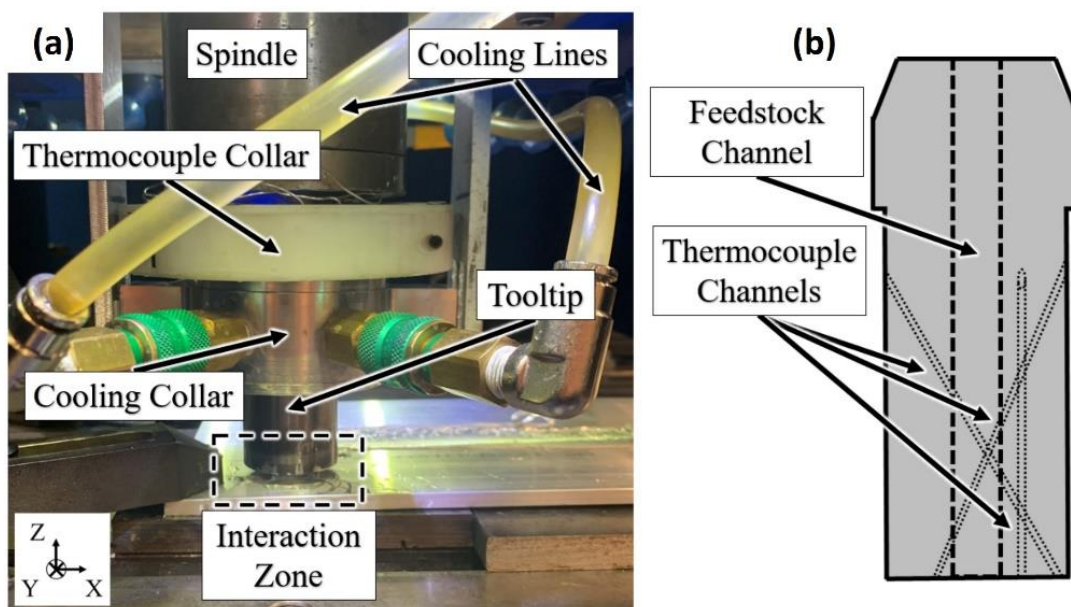 (a)
Spindle
Cooling Lines
Thermocouple Collar
Tooltip
Cooling Collar
Interaction
Zone
Z
Y
X
(b)
Feedstock
Channel
Thermocouple
Channels